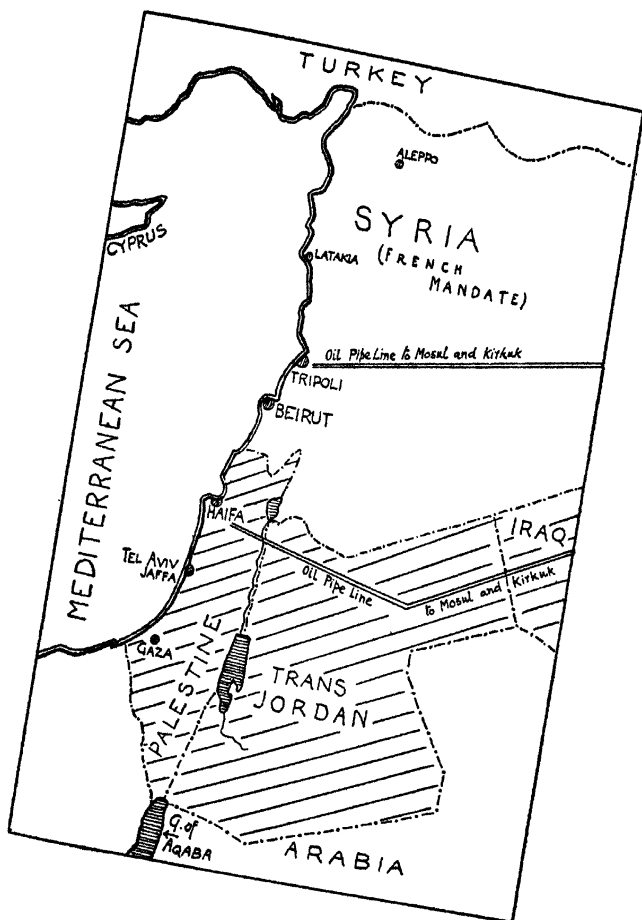 TURKEY
ALEPPO
SYRIA
(FRENCH
MANDATE)
CYPRUS
LATAKIA
MEDITERRANEAN SEA
Oil Pipe Line to Mosul and Kirkuk
TRIPOLI
BEIRUT
HAIFA
IRAQ
TEL AVIV
JAFFA
Oil Pipe Line
to Mosul and Kirkuk
GAZA
PALESTINE
TRANS
JORDAN
G. of
AQABA
ARABIA